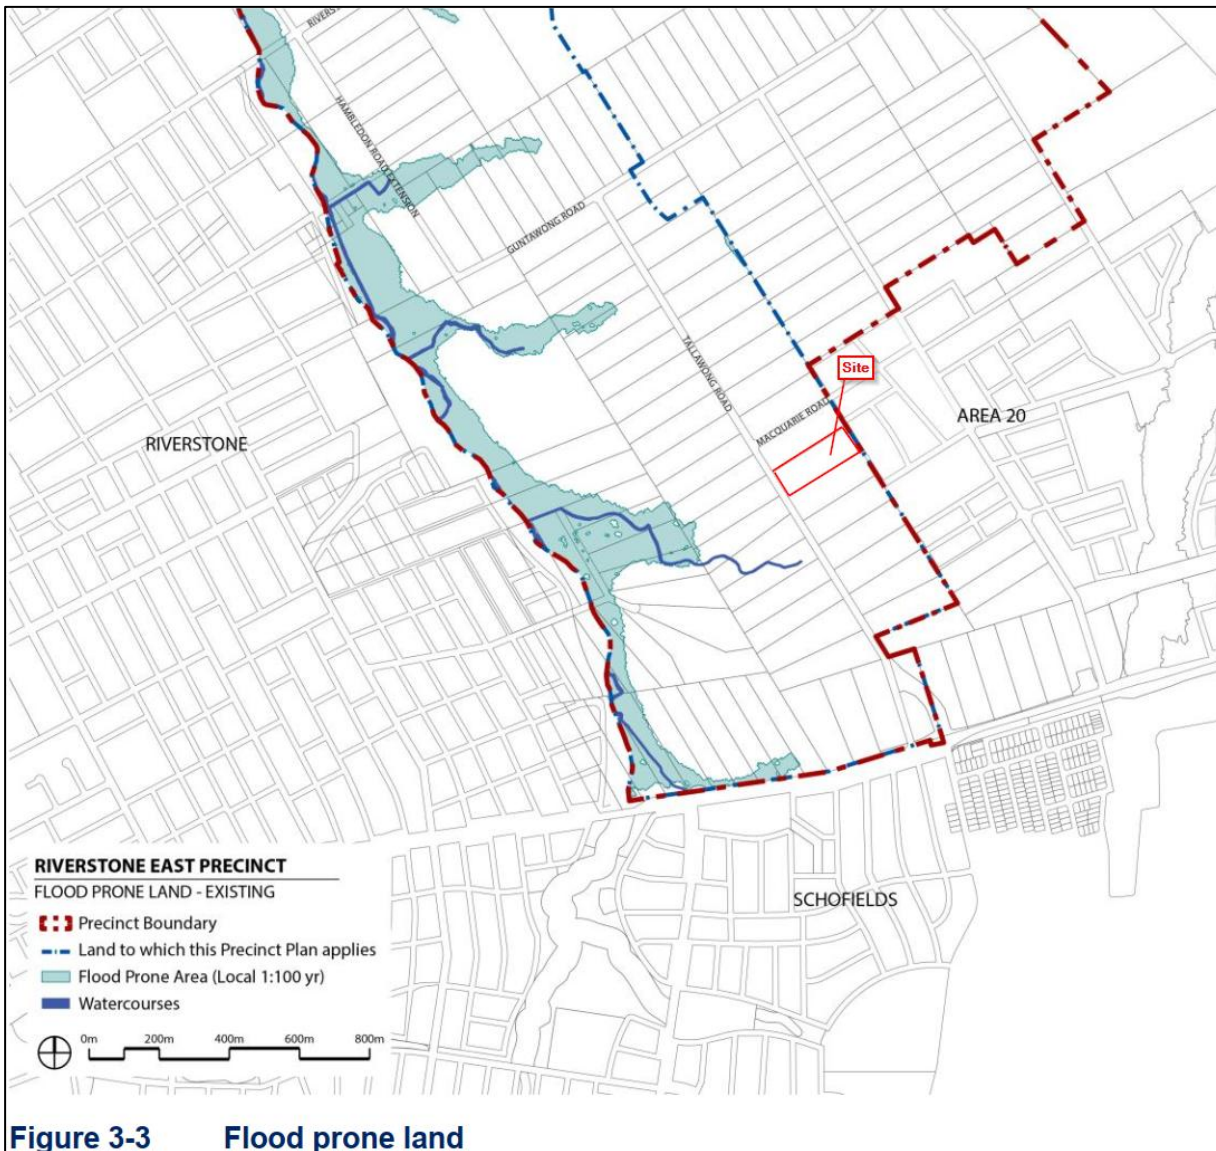 RIVERST
HAMBLEDON ROAD EXTENSION
GUNTAWONG ROAD
TALLAWONG ROAD
Site
MACQUARIE ROAD
AREA 20
RIVERSTONE
SCHOFIELDS
RIVERSTONE EAST PRECINCT
FLOOD PRONE LAND - EXISTING
Precinct Boundary
Land to which this Precinct Plan applies
Flood Prone Area (Local 1:100 yr)
Watercourses
0m 200m 400m 600m 800m
Figure 3-3 Flood prone land